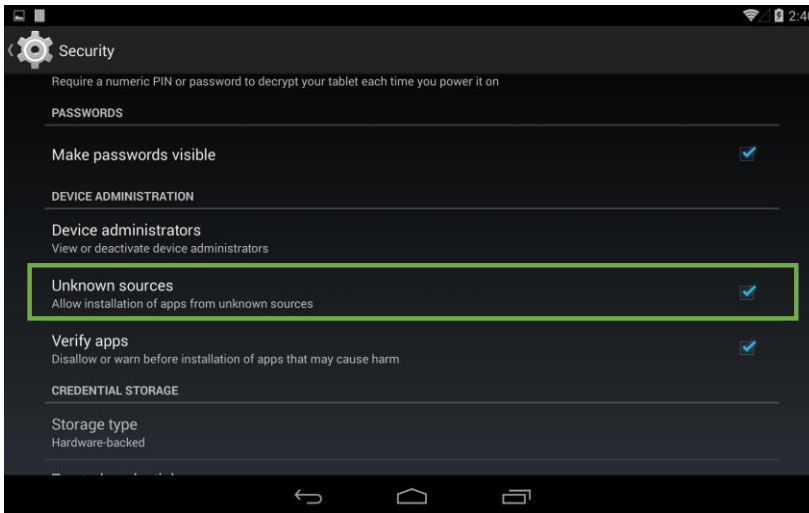 Security
Require a numeric PIN or password to decrypt your tablet each time you power it on
PASSWORDS
Make passwords visible
DEVICE ADMINISTRATION
Device administrators
View or deactivate device administrators
Unknown sources
Allow installation of apps from unknown sources
Verify apps
Disallow or warn before installation of apps that may cause harm
CREDENTIAL STORAGE
Storage type
Hardware-backed